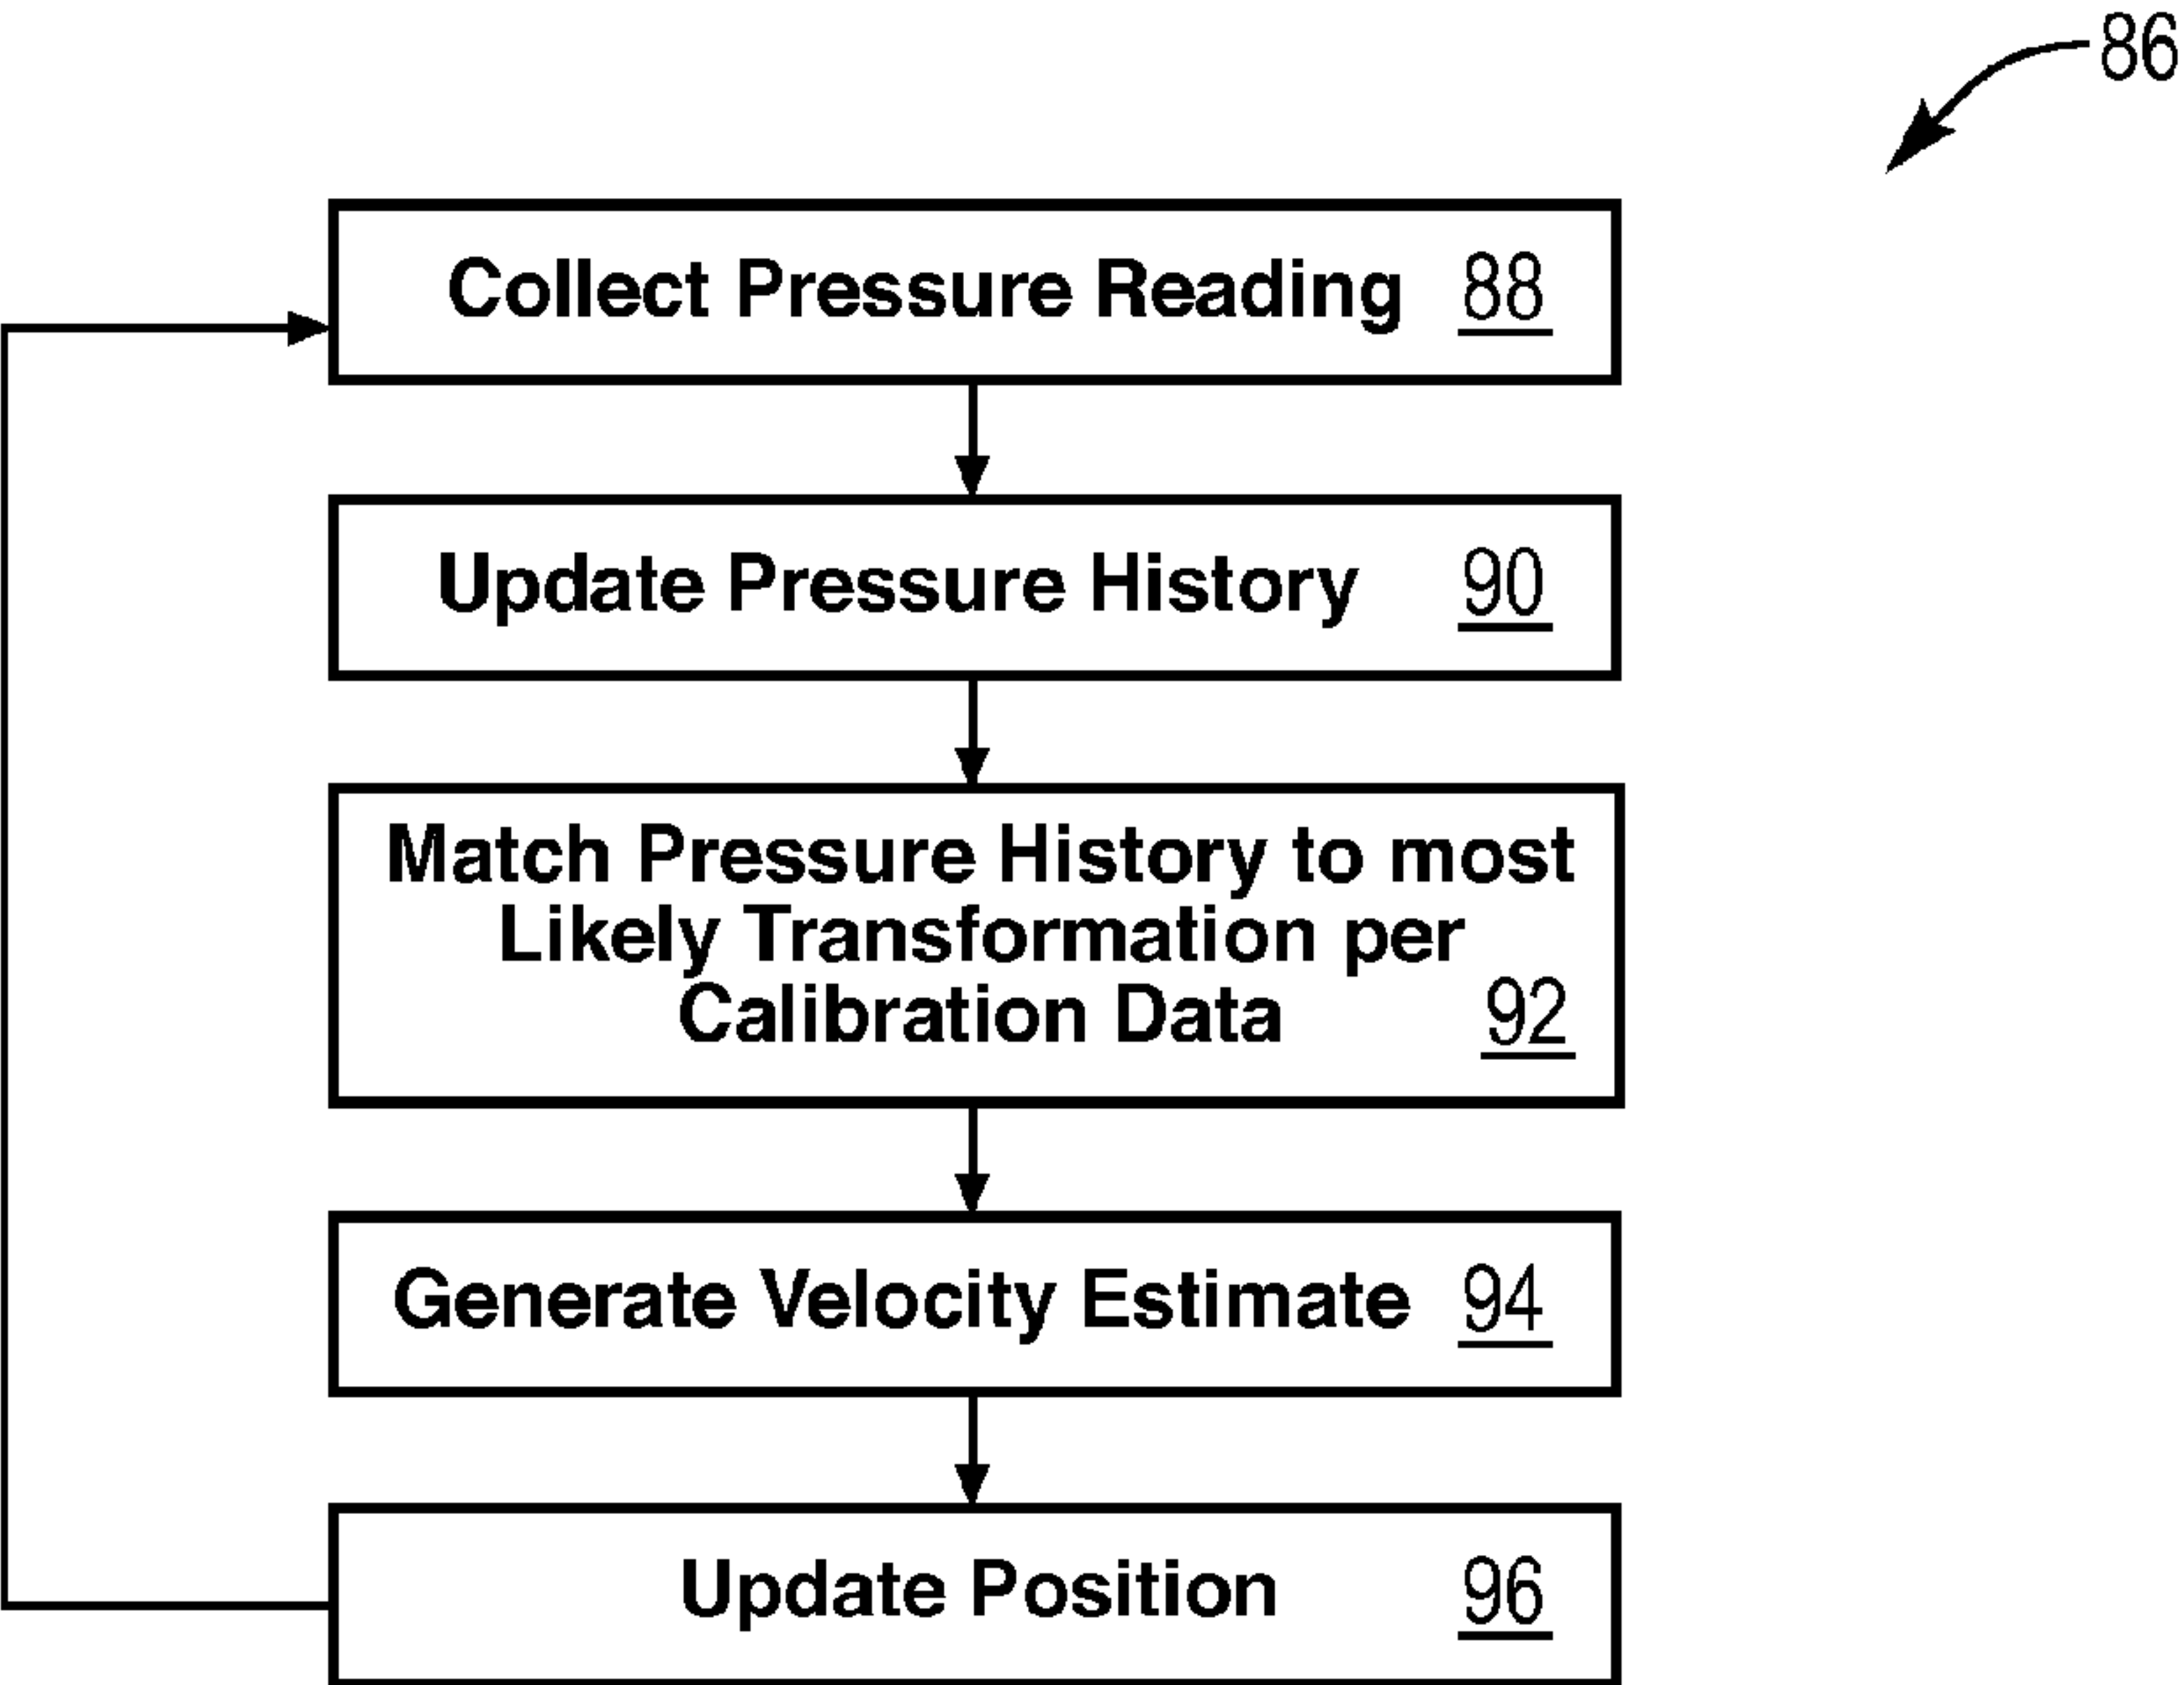 86
Collect Pressure Reading 88
Update Pressure History 90
Match Pressure History to most
Likely Transformation per
Calibration Data 92
Generate Velocity Estimate 94
Update Position 96